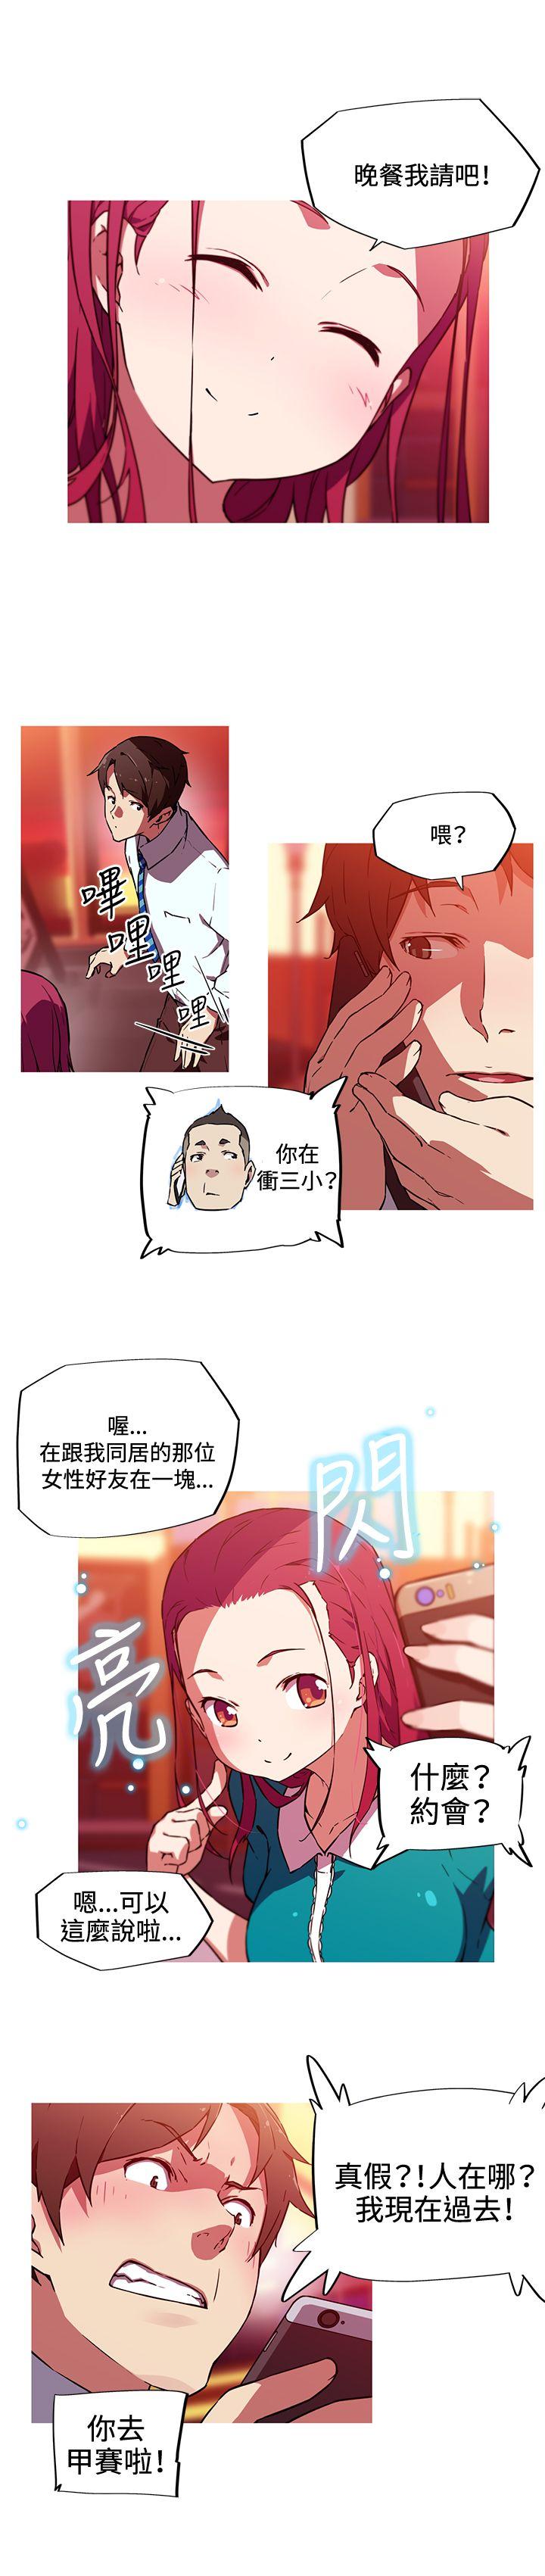 晚餐我請吧!
嗶
哩
哩
哩
喂?
你在
衝三小?
喔...
在跟我同居的那位
女性好友在一塊...
閃
亮
什麼?
約會?
嗯...可以
這麼說啦...
真假?!人在哪?
我現在過去!
你去
甲賽啦!